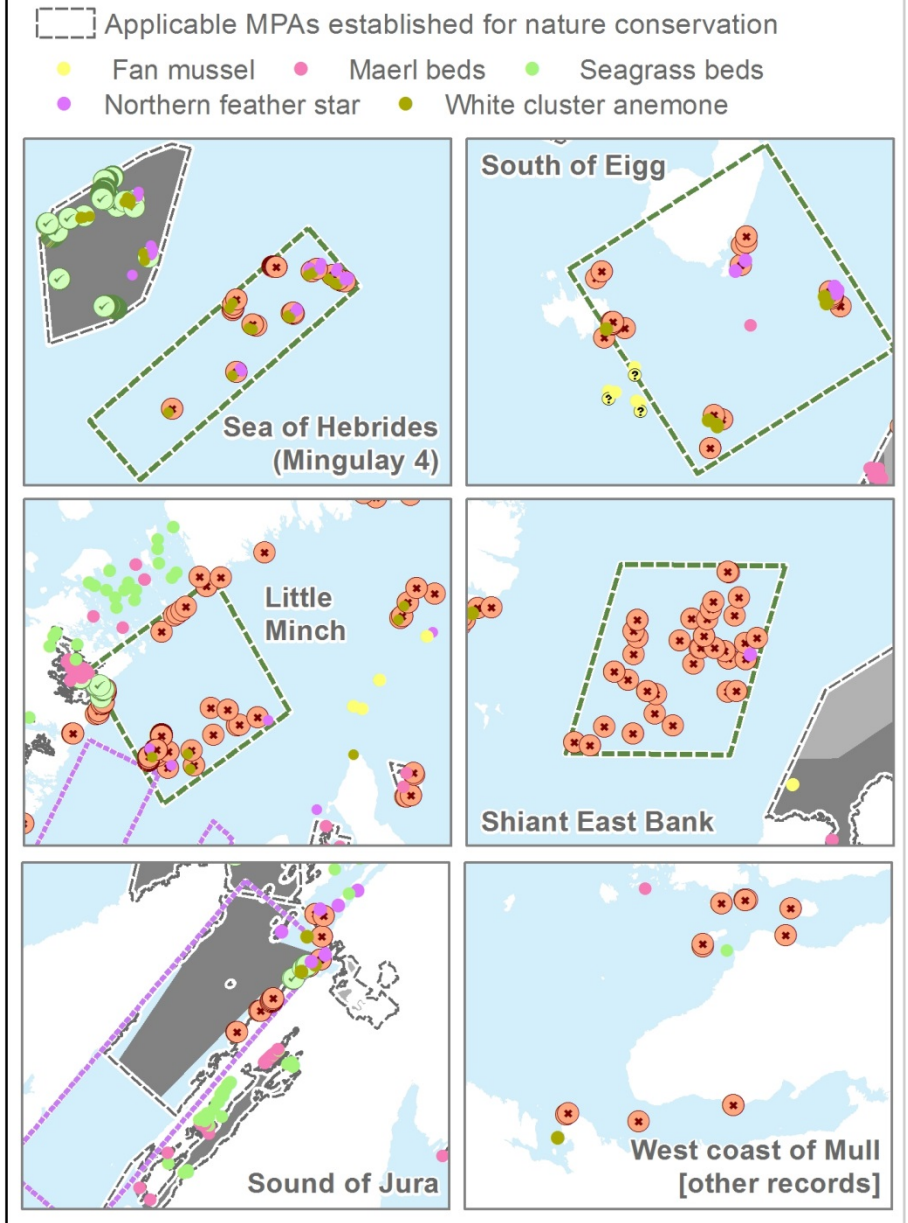 Applicable MPAs established for nature conservation
Fan mussel Maerl beds Seagrass beds
Northern feather star White cluster anemone
Sea of Hebrides
(Mingulay 4)
South of Eigg
Little
Minch
Shiant East Bank
Sound of Jura
West coast of Mull
[other records]